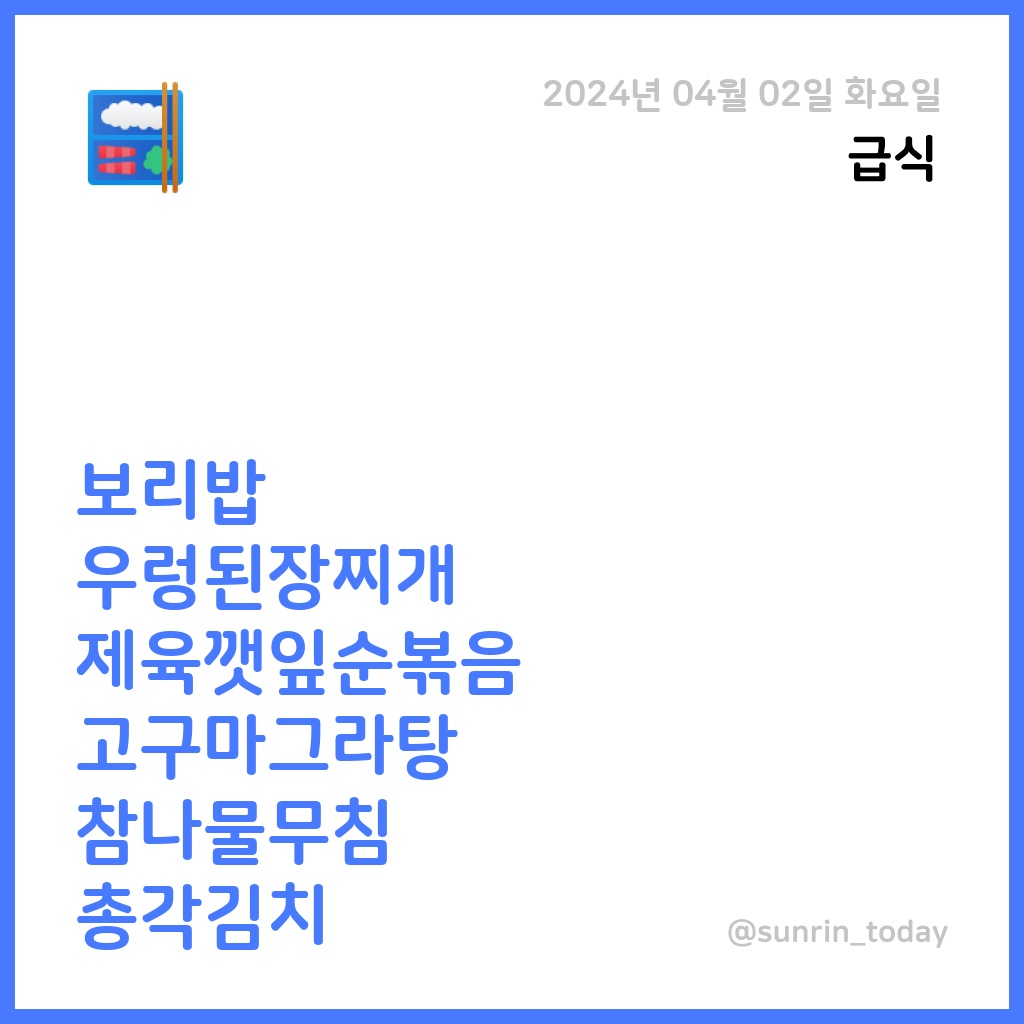 2024년 04월 02일 화요일
급식
보리밥
우렁된장찌개
제육깻잎순볶음
고구마그라탕
참나물무침
총각김치
@sunrin_today